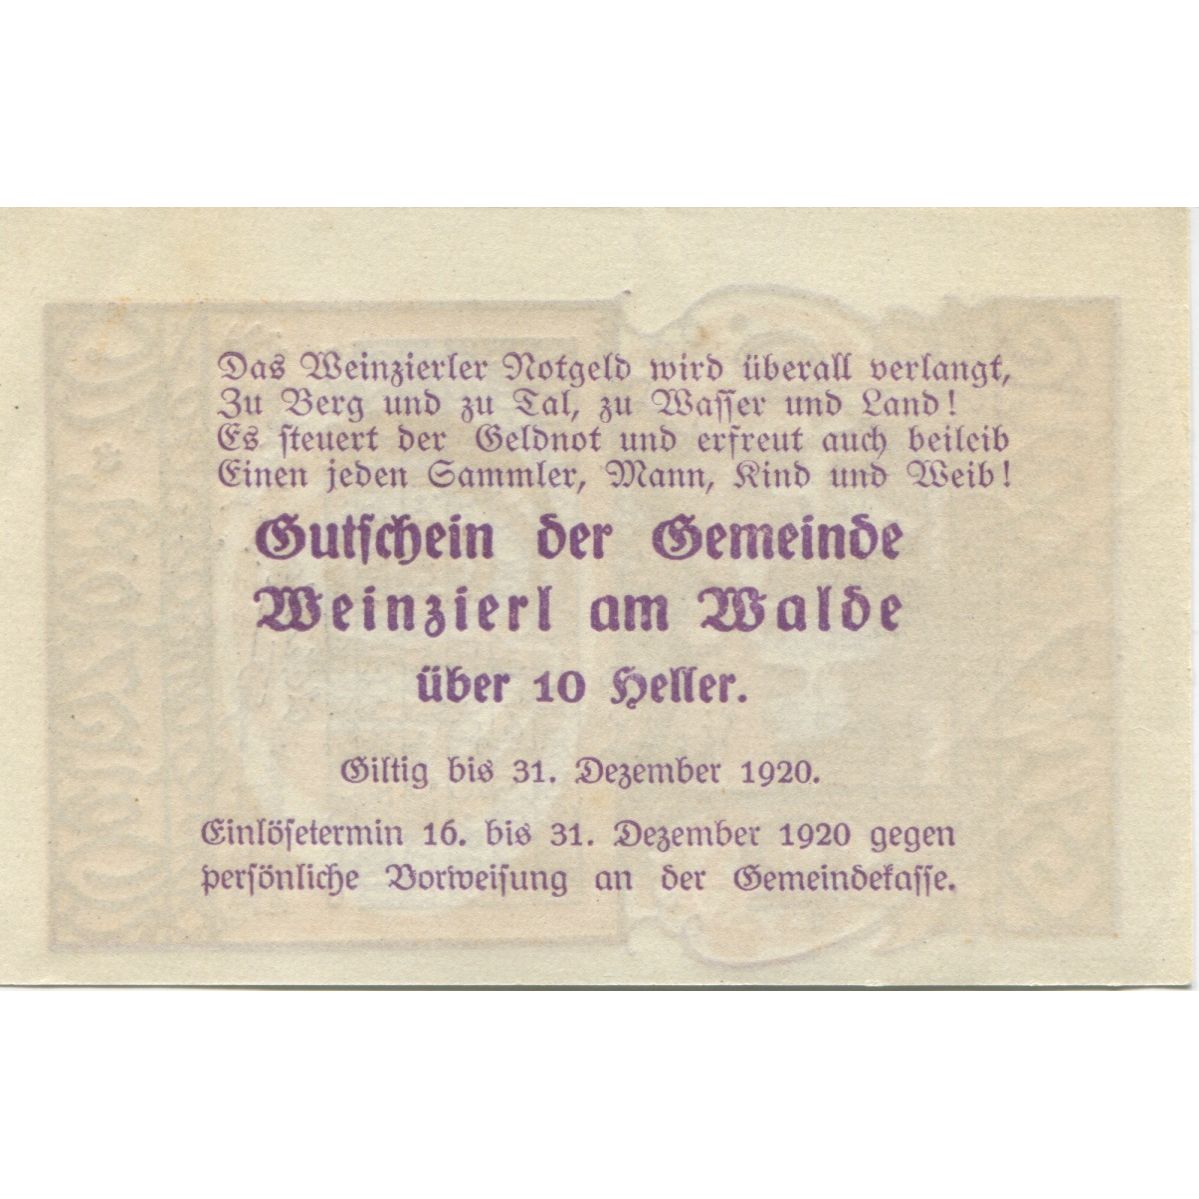 Das Weinzierler Notgeld wird überall verlangt,
Zu Berg und zu Tal, zu Wasser und Land!
Es steuert der Geldnot und erfreut auch beileib
Einen jeden Sammler, Mann, Kind und Weib!
Gutschein der Gemeinde
Weinzierl am Walde
über 10 Heller.
Giltig bis 31. Dezember 1920.
Einlösetermin 16. bis 31. Dezember 1920 gegen
persönliche Vorweisung an der Gemeindekasse.